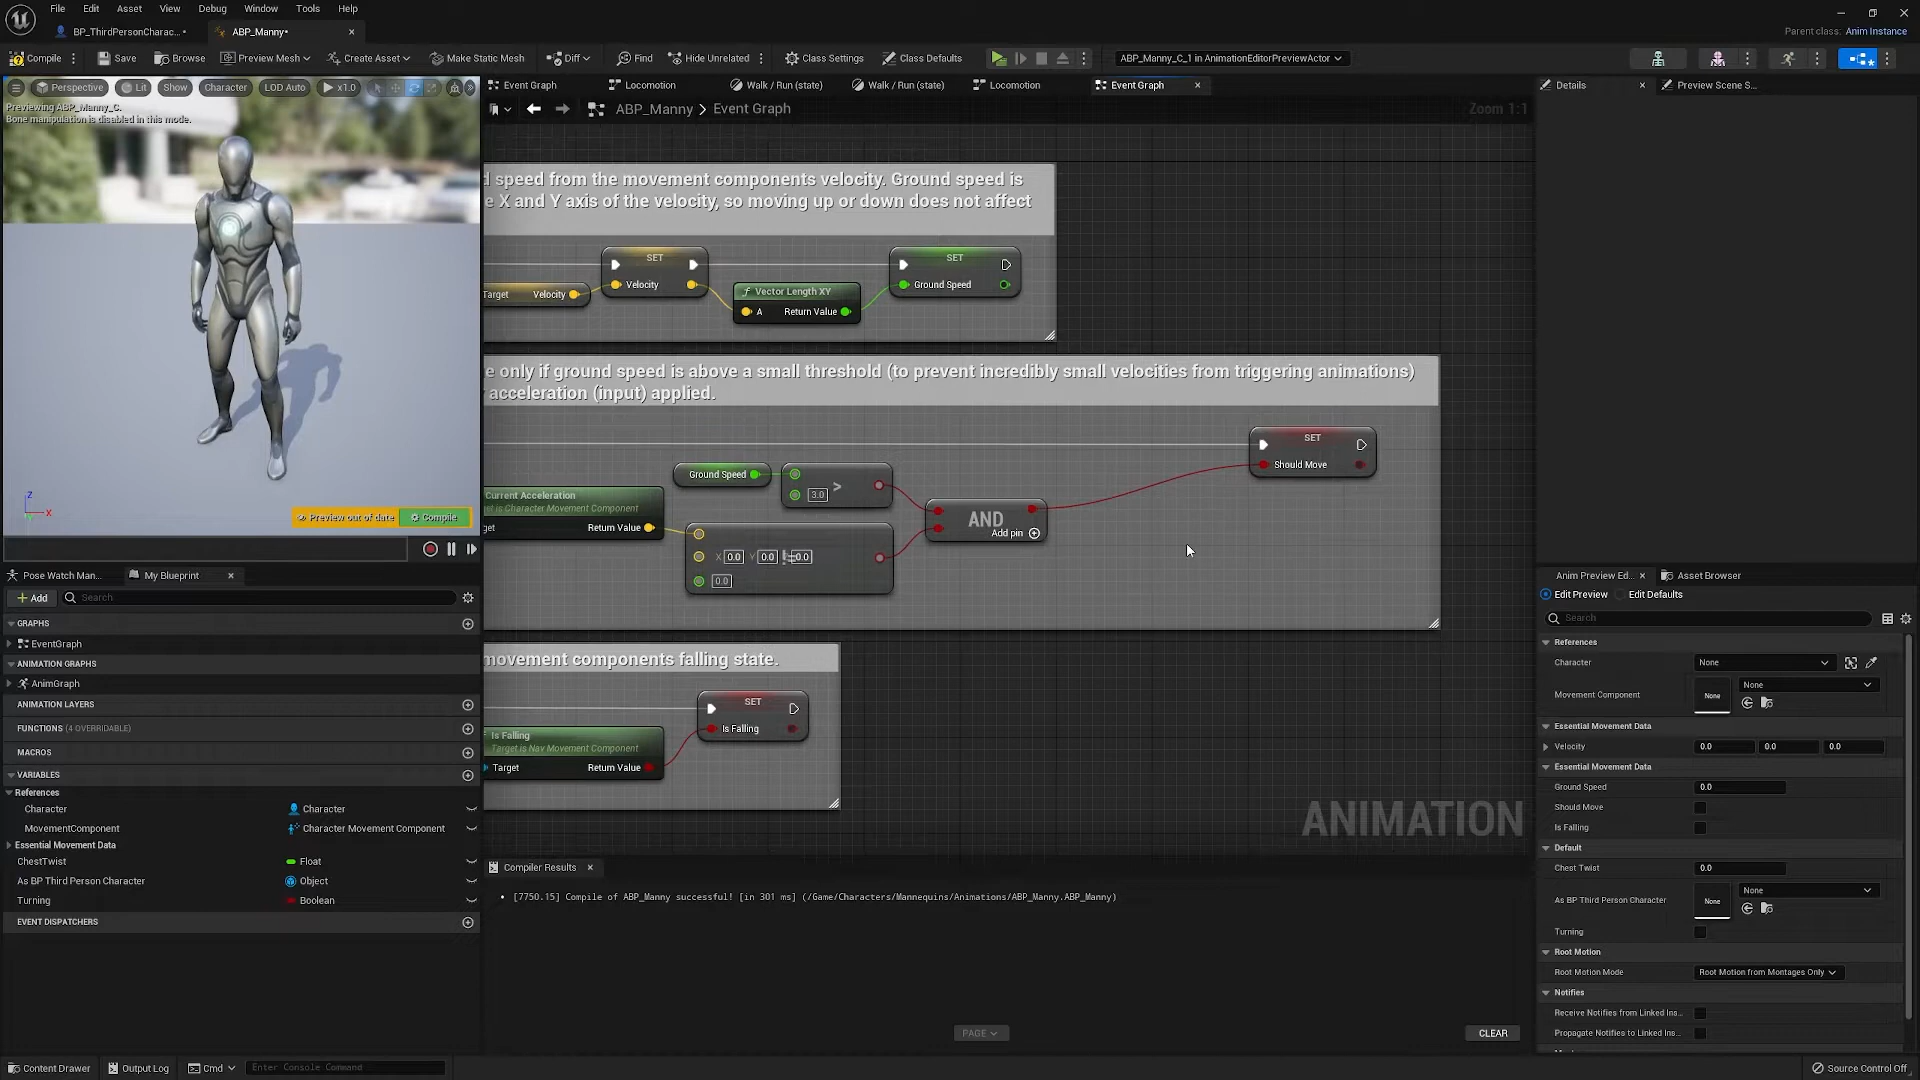 File Edit Asset View Debug Window Tools Help
BP_ThirdPersonCharac...•
ABP_Manny•
Parent class: Anim Instance
Compile Save Browse Preview Mesh Create Asset Make Static Mesh Diff Find Hide Unrelated Class Settings Class Defaults ABP_Manny_C_1 in AnimationEditorPreviewActor
Perspective Lit Show Character LOD Auto x1.0
Previewing ABP_Manny_C.
Bone manipulation is disabled in this mode.
Z
X
Preview out of date Compile
Event Graph Locomotion Walk / Run (state) Walk / Run (state) Locomotion Event Graph
ABP_Manny > Event Graph
Zoom 1:1
d speed from the movement components velocity. Ground speed is
e X and Y axis of the velocity, so moving up or down does not affect
SET
Velocity
Target Velocity
f Vector Length XY
A Return Value
SET
Ground Speed
e only if ground speed is above a small threshold (to prevent incredibly small velocities from triggering animations)
acceleration (input) applied.
SET
Should Move
Ground Speed
3.0 >
Current Acceleration
et is Character Movement Component
get Return Value
X 0.0 Y 0.0 0.0
0.0
AND
Add pin
movement components falling state.
SET
Is Falling
Is Falling
Target is Nav Movement Component
Target Return Value
ANIMATION
Pose Watch Man... My Blueprint
Add Search
GRAPHS
EventGraph
ANIMATION GRAPHS
AnimGraph
ANIMATION LAYERS
FUNCTIONS (4 OVERRIDABLE)
MACROS
VARIABLES
References
Character Character
MovementComponent Character Movement Component
Essential Movement Data
ChestTwist Float
As BP Third Person Character Object
Turning Boolean
EVENT DISPATCHERS
Compiler Results
[7750.15] Compile of ABP_Manny successful! [in 301 ms] (/Game/Characters/Mannequins/Animations/ABP_Manny.ABP_Manny)
PAGE
CLEAR
Details Preview Scene S...
Anim Preview Ed... Asset Browser
Edit Preview Edit Defaults
Search
References
Character None
Movement Component None None
Essential Movement Data
Velocity 0.0 0.0 0.0
Essential Movement Data
Ground Speed 0.0
Should Move
Is Falling
Default
Chest Twist 0.0
As BP Third Person Character None None
Turning
Root Motion
Root Motion Mode Root Motion from Montages Only
Notifies
Receive Notifies from Linked Ins...
Propagate Notifies to Linked Ins...
Content Drawer Output Log Cmd Enter Console Command
Source Control Off